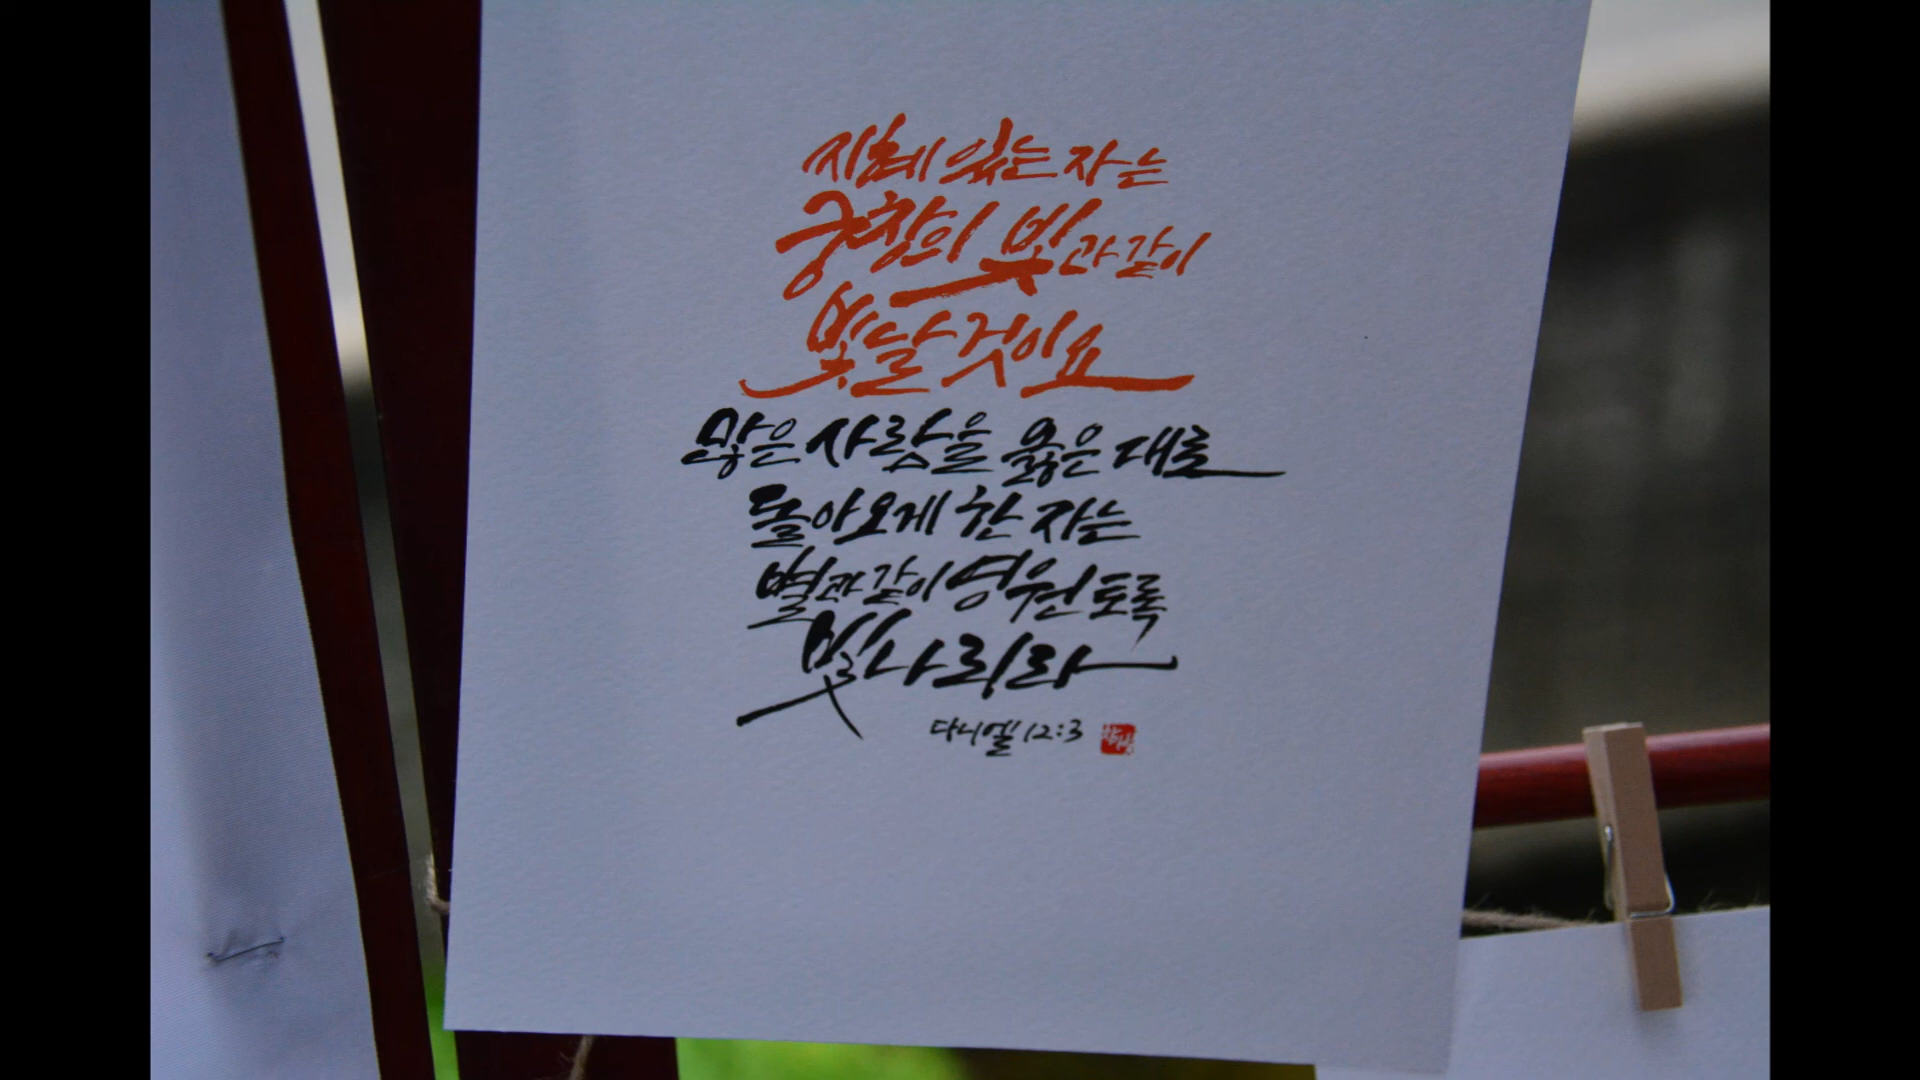 지혜 있는 자는
궁창의 빛과 같이
빛날 것이요
많은 사람을 옳은 대로
돌아오게 한 자는
별과 같이 영원토록
빛나리라
다니엘 12:3